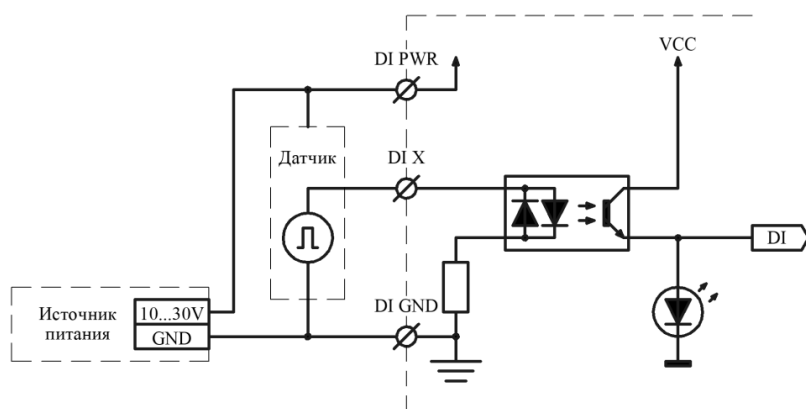 DI PWR
VCC
Датчик
DI X
DI
Источник
питания
10...30V
GND
DI GND